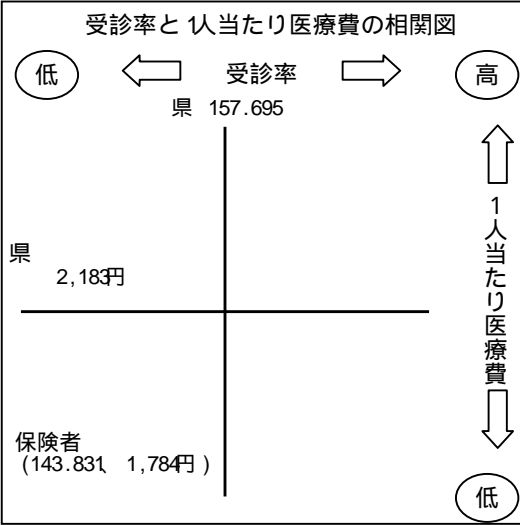 受診率と1人当たり医療費の相関図
低
受診率
高
県 157.695
県
2,183円
1人当たり医療費
保険者
(143.831、 1,784円 )
低